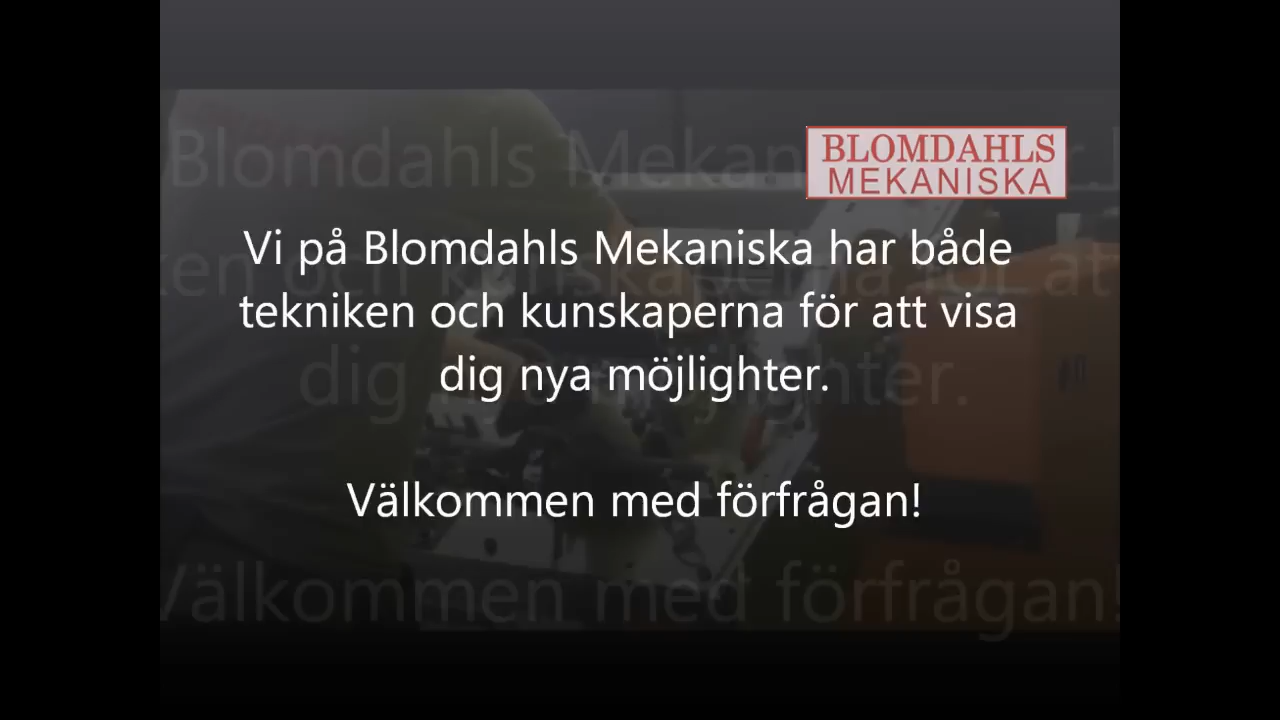 BLOMDAHLS
MEKANISKA
Vi på Blomdahls Mekaniska har både
tekniken och kunskaperna för att visa
dig nya möjlighter.
Välkommen med förfrågan!